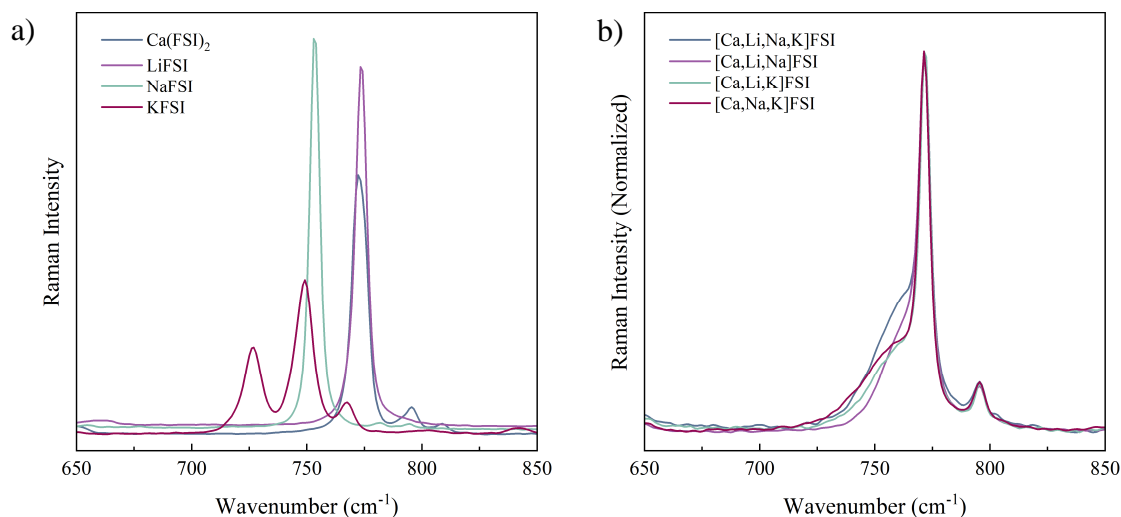 a)
Ca(FSI)₂
LiFSI
NaFSI
KFSI
Raman Intensity
650 700 750 800 850
Wavenumber (cm⁻¹)
b)
[Ca,Li,Na,K]FSI
[Ca,Li,Na]FSI
[Ca,Li,K]FSI
[Ca,Na,K]FSI
Raman Intensity (Normalized)
650 700 750 800 850
Wavenumber (cm⁻¹)